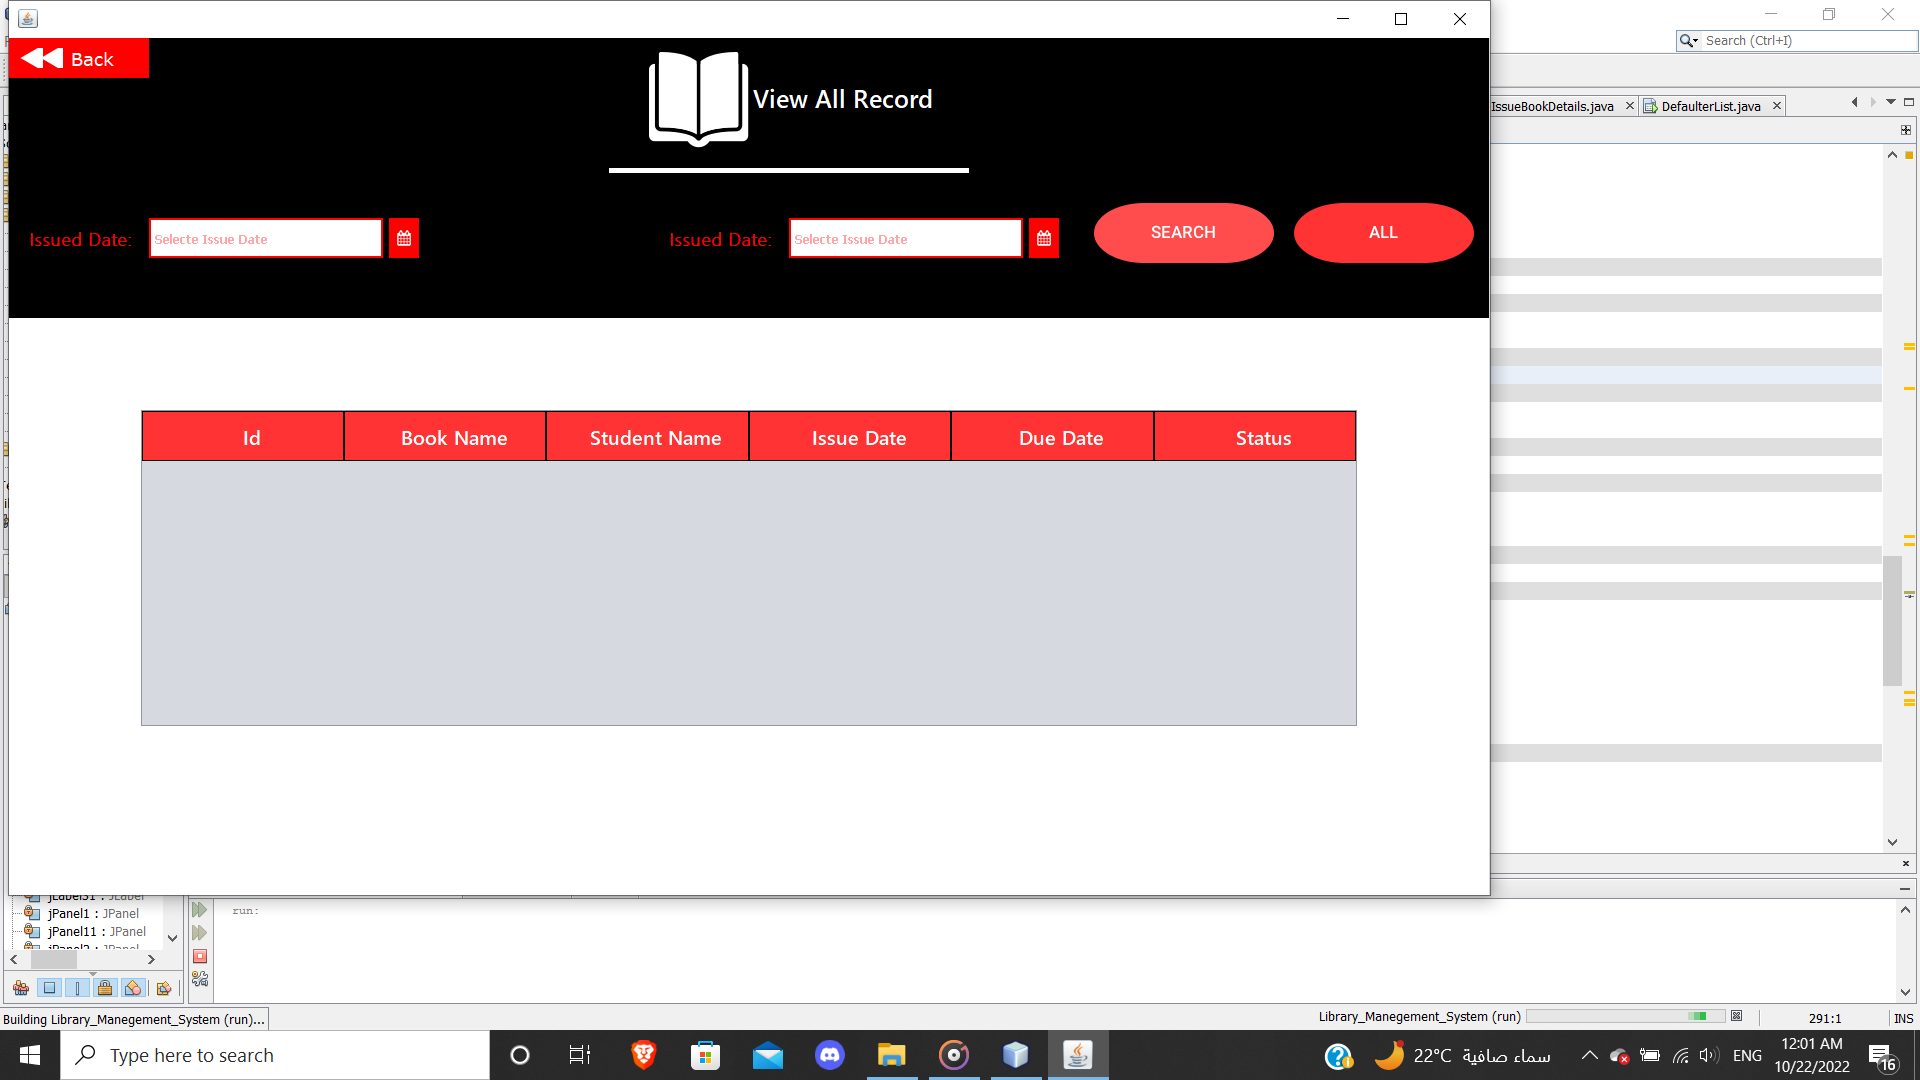 Back
View All Record
Issued Date:
Selecte Issue Date
Issued Date:
Selecte Issue Date
SEARCH
ALL
Id
Book Name
Student Name
Issue Date
Due Date
Status
Search (Ctrl+I)
IssueBookDetails.java
DefaulterList.java
jLabel31 : JLabel
jPanel1 : JPanel
jPanel11 : JPanel
jPanel2 : JPanel
run:
Building Library_Manegement_System (run)...
Library_Manegement_System (run)
291:1
INS
Type here to search
22°C
سماء صافية
ENG
12:01 AM
10/22/2022
16